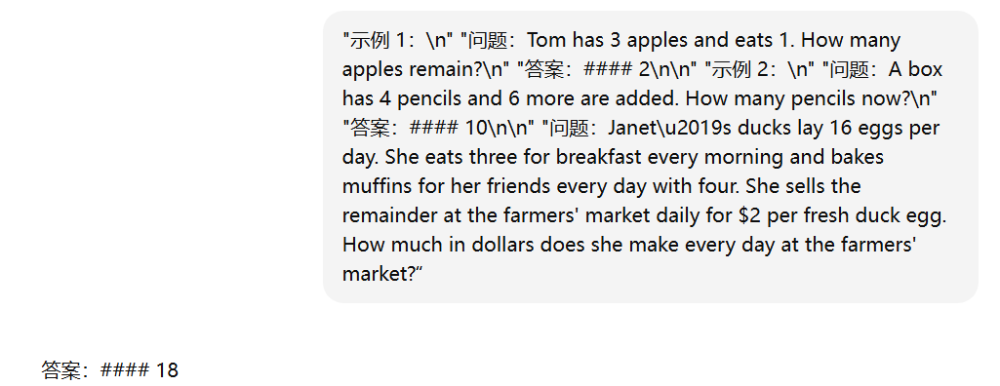 "示例 1：\n" "问题：Tom has 3 apples and eats 1. How many
apples remain?\n" "答案：#### 2\n\n" "示例 2：\n" "问题：A box
has 4 pencils and 6 more are added. How many pencils now?\n"
"答案：#### 10\n\n" "问题：Janet\u2019s ducks lay 16 eggs per
day. She eats three for breakfast every morning and bakes
muffins for her friends every day with four. She sells the
remainder at the farmers' market daily for $2 per fresh duck egg.
How much in dollars does she make every day at the farmers'
market?“
答案：#### 18